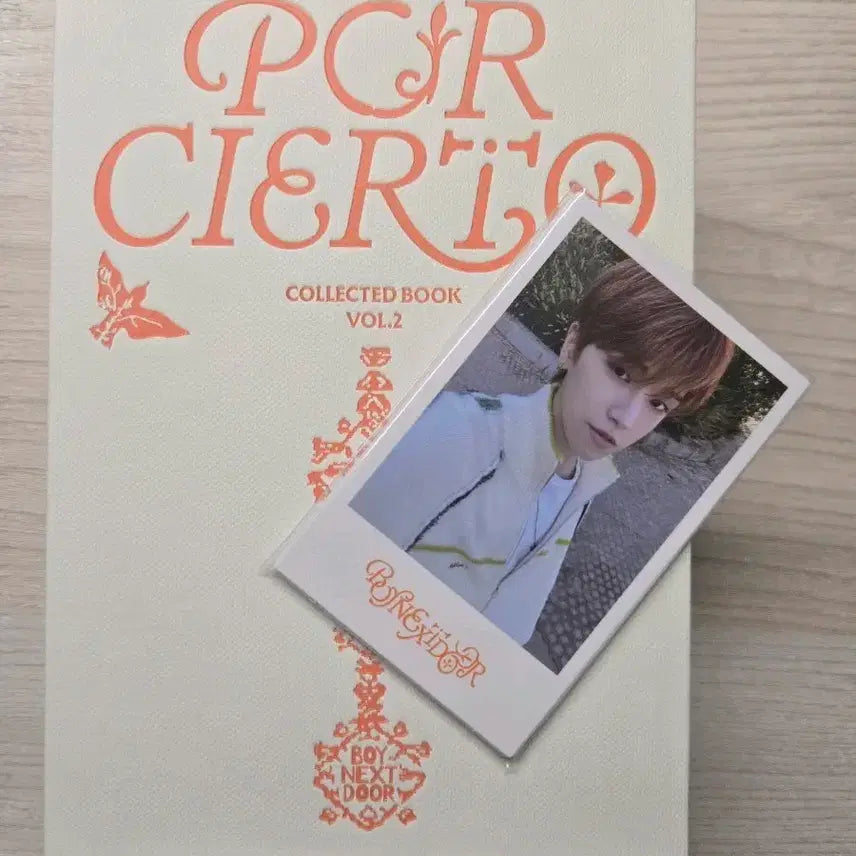 POR
CIERTO
COLLECTED BOOK
VOL.2
BOYNEXTDOOR
BOY
NEXT
DOOR